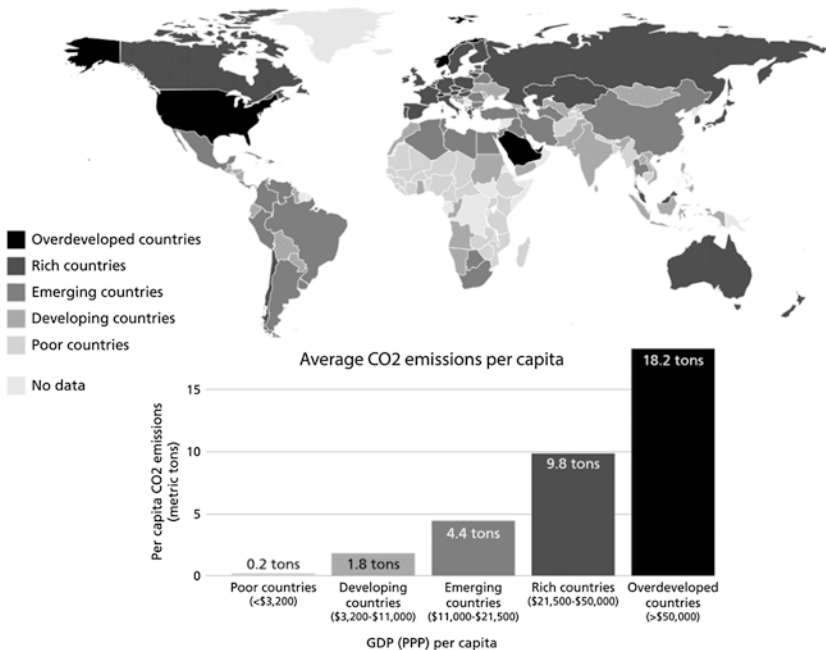 Overdeveloped countries
Rich countries
Emerging countries
Developing countries
Poor countries
No data
Average CO2 emissions per capita
Per capita CO2 emissions
(metric tons)
15
10
5
0
0.2 tons
1.8 tons
4.4 tons
9.8 tons
18.2 tons
Poor countries
(<$3,200)
Developing
countries
($3,200-$11,000)
Emerging
countries
($11,000-$21,500)
Rich countries
($21,500-$50,000)
Overdeveloped
countries
(>$50,000)
GDP (PPP) per capita